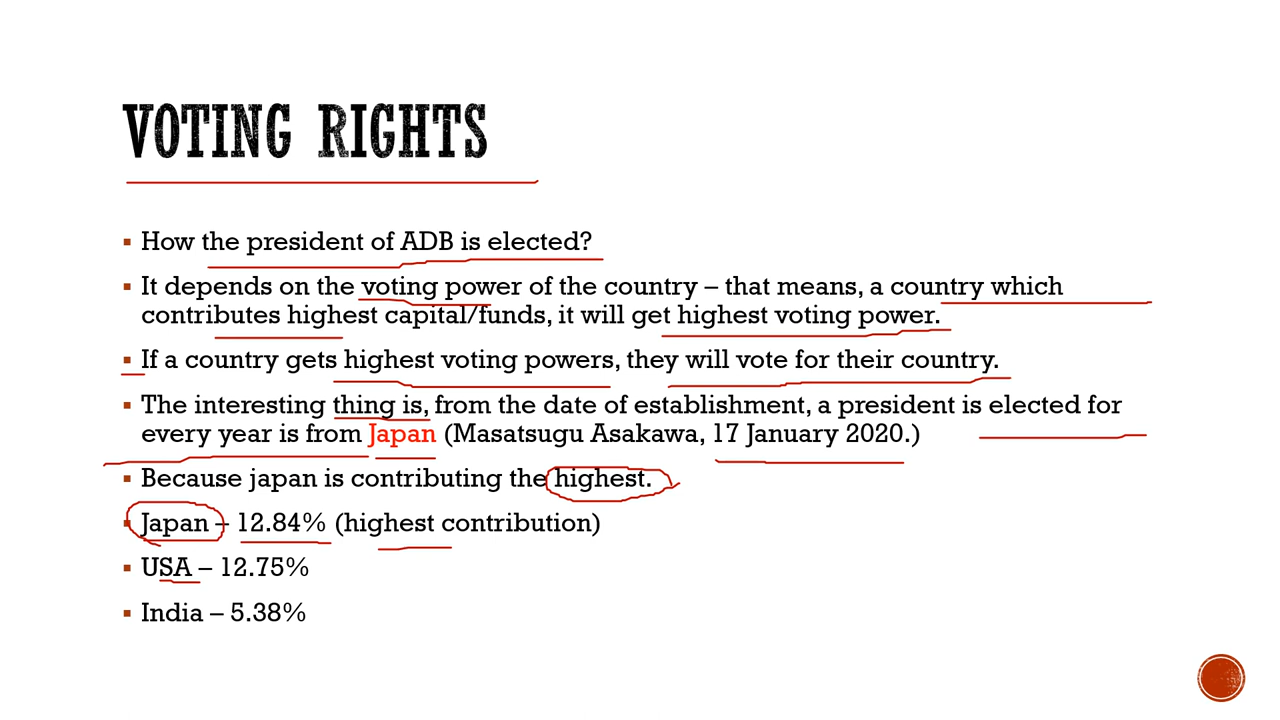 VOTING RIGHTS
▪ How the president of ADB is elected?
▪ It depends on the voting power of the country – that means, a country which
contributes highest capital/funds, it will get highest voting power.
▪ If a country gets highest voting powers, they will vote for their country.
▪ The interesting thing is, from the date of establishment, a president is elected for
every year is from Japan (Masatsugu Asakawa, 17 January 2020.)
▪ Because japan is contributing the highest.
▪ Japan – 12.84% (highest contribution)
▪ USA – 12.75%
▪ India – 5.38%